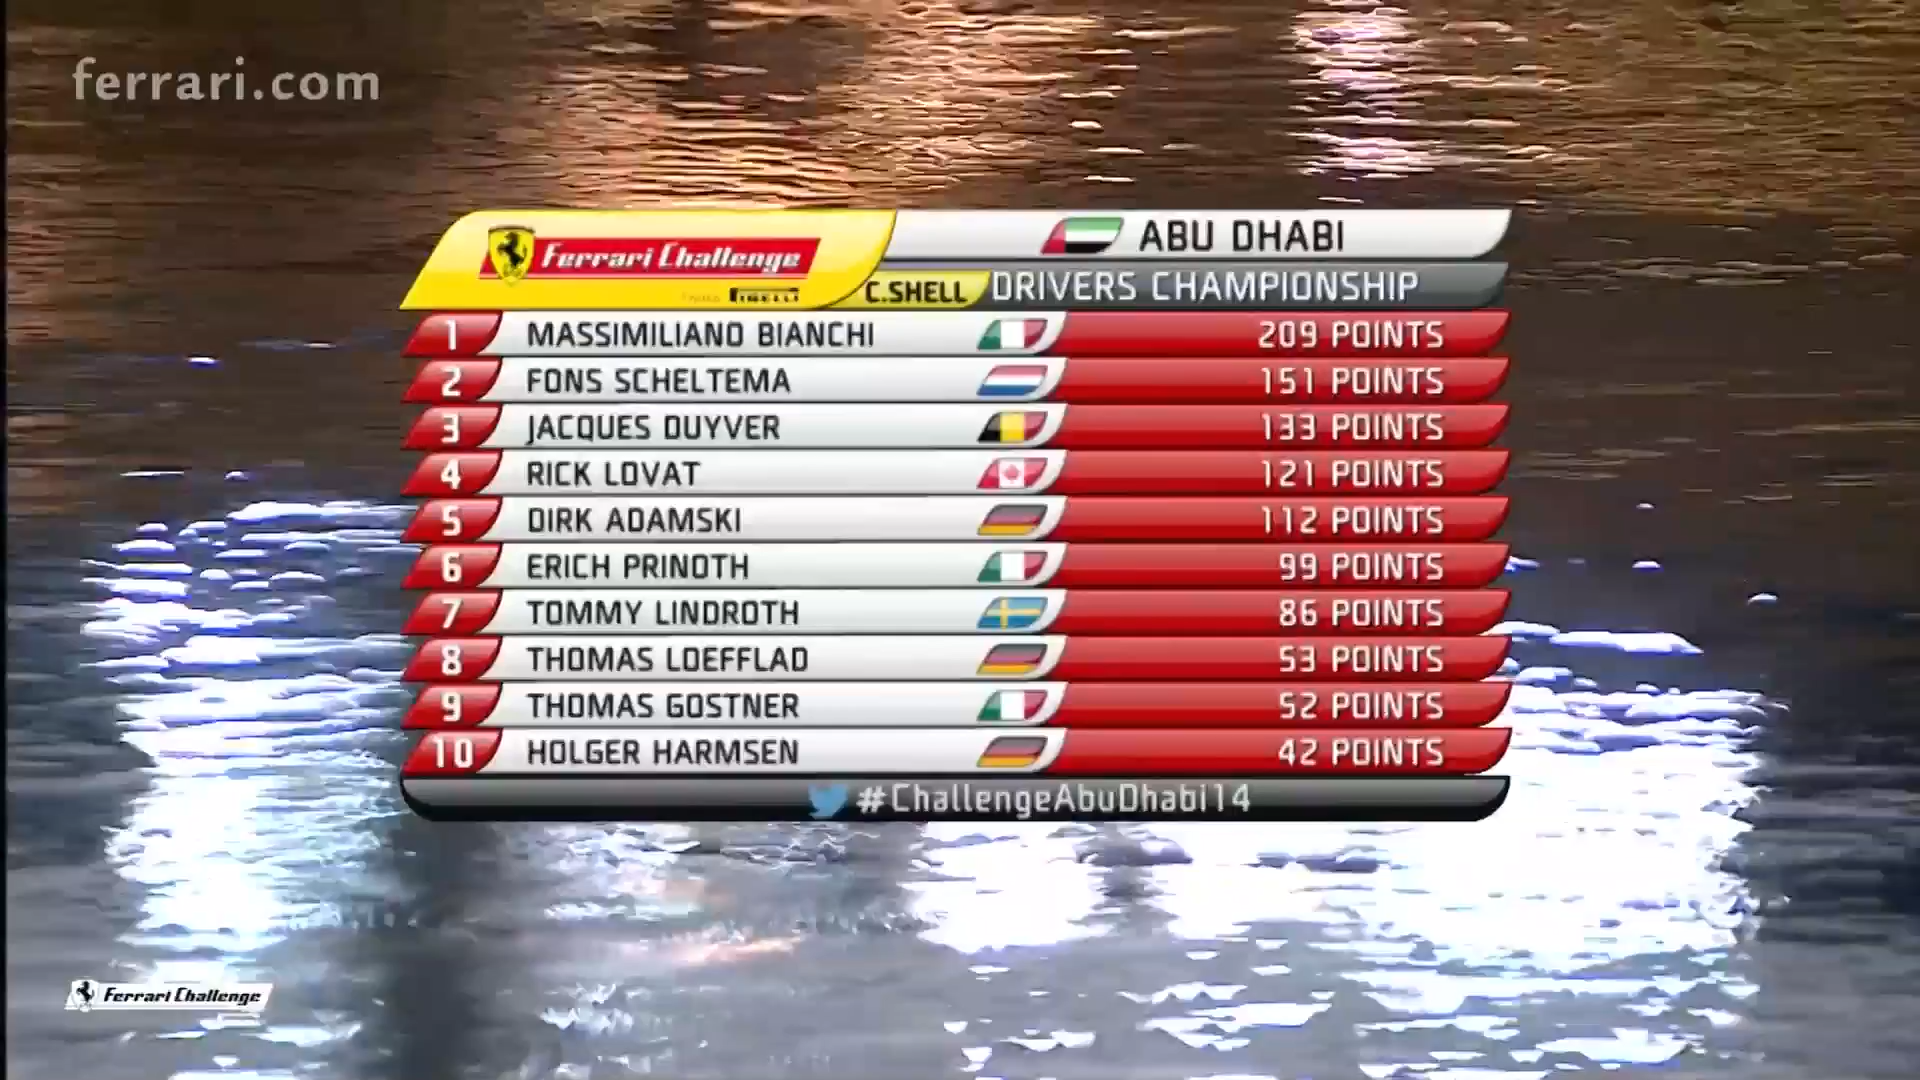 ferrari.com
ABU DHABI
Ferrari Challenge
PIRELLI
C.SHELL DRIVERS CHAMPIONSHIP
1 MASSIMILIANO BIANCHI 209 POINTS
2 FONS SCHELTEMA 151 POINTS
3 JACQUES DUYVER 133 POINTS
4 RICK LOVAT 121 POINTS
5 DIRK ADAMSKI 112 POINTS
6 ERICH PRINOTH 99 POINTS
7 TOMMY LINDROTH 86 POINTS
8 THOMAS LOEFFLAD 53 POINTS
9 THOMAS GOSTNER 52 POINTS
10 HOLGER HARMSEN 42 POINTS
#ChallengeAbuDhabi14
Ferrari Challenge